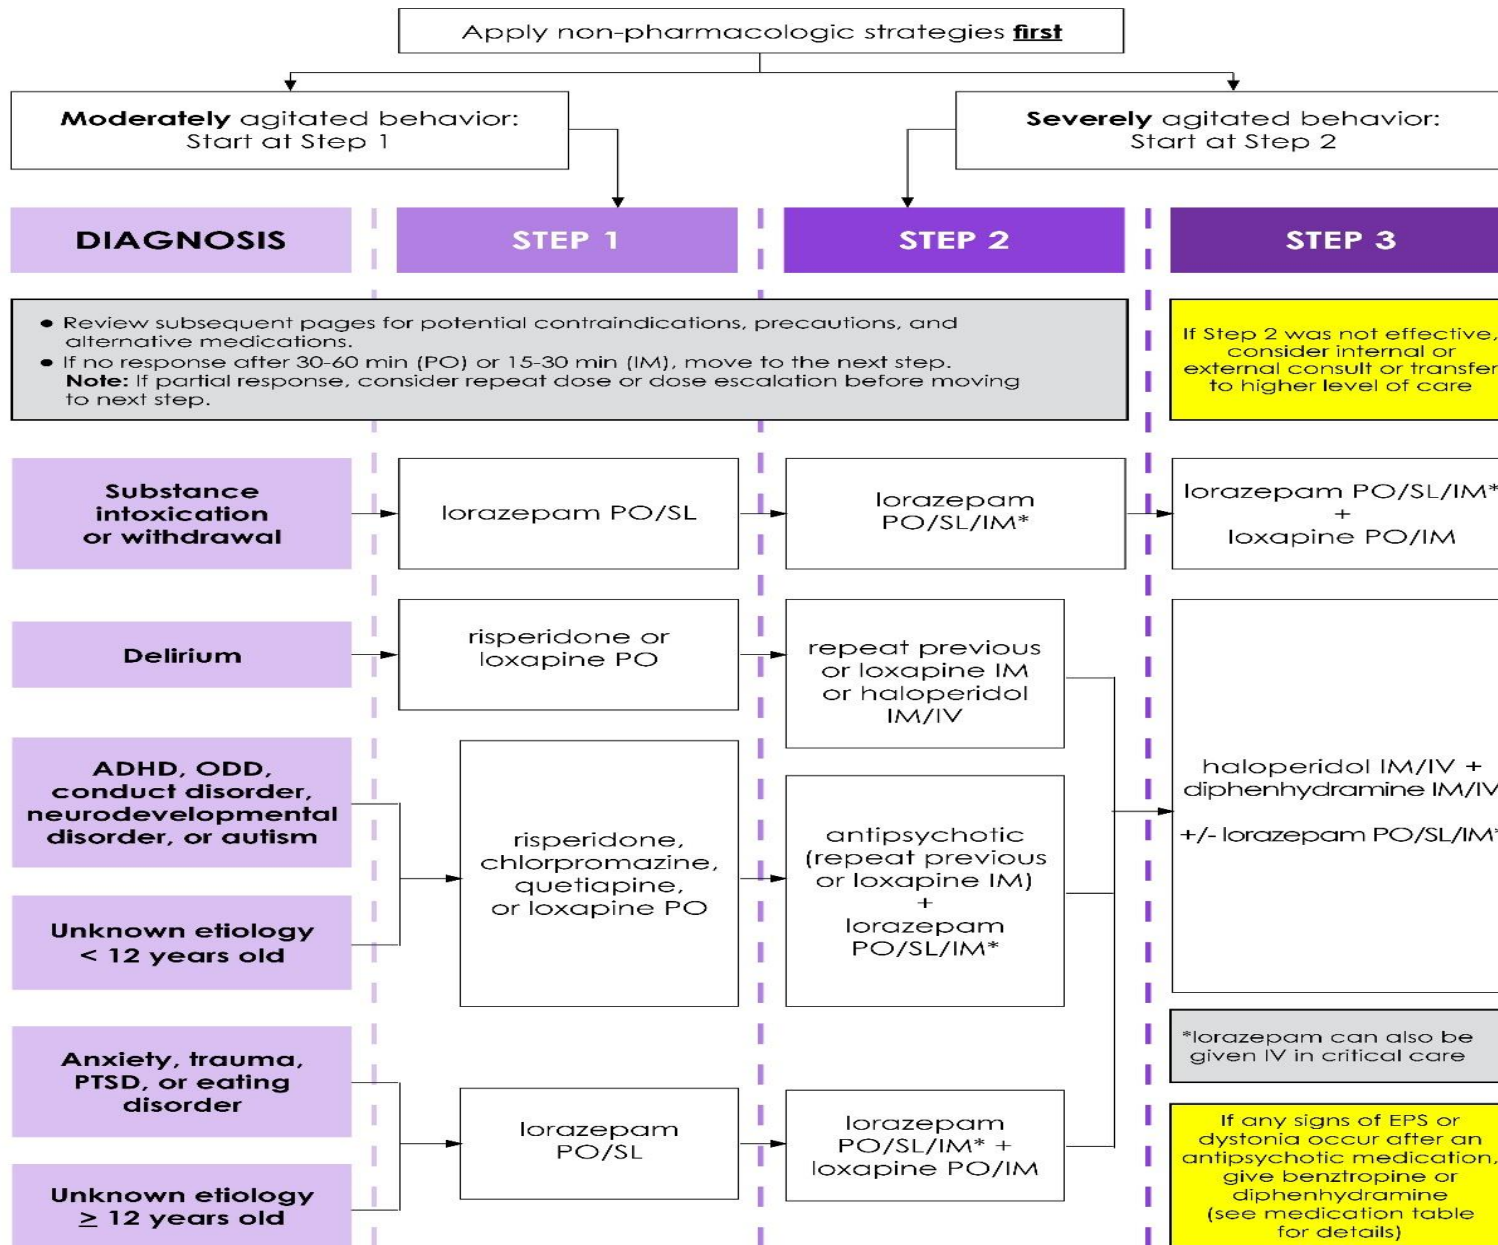 Apply non-pharmacologic strategies first
Moderately agitated behavior:
Start at Step 1
Severely agitated behavior:
Start at Step 2
DIAGNOSIS
STEP 1
STEP 2
STEP 3
● Review subsequent pages for potential contraindications, precautions, and
alternative medications.
● If no response after 30-60 min (PO) or 15-30 min (IM), move to the next step.
Note: If partial response, consider repeat dose or dose escalation before moving
to next step.
If Step 2 was not effective,
consider internal or
external consult or transfer
to higher level of care
Substance
intoxication
or withdrawal
lorazepam PO/SL
lorazepam
PO/SL/IM*
lorazepam PO/SL/IM*
+
loxapine PO/IM
Delirium
risperidone or
loxapine PO
repeat previous
or loxapine IM
or haloperidol
IM/IV
ADHD, ODD,
conduct disorder,
neurodevelopmental
disorder, or autism
Unknown etiology
< 12 years old
risperidone,
chlorpromazine,
quetiapine,
or loxapine PO
antipsychotic
(repeat previous
or loxapine IM)
+
lorazepam
PO/SL/IM*
haloperidol IM/IV +
diphenhydramine IM/IV
+/- lorazepam PO/SL/IM*
Anxiety, trauma,
PTSD, or eating
disorder
Unknown etiology
≥ 12 years old
lorazepam
PO/SL
lorazepam
PO/SL/IM* +
loxapine PO/IM
*lorazepam can also be
given IV in critical care
If any signs of EPS or
dystonia occur after an
antipsychotic medication,
give benztropine or
diphenhydramine
(see medication table
for details)